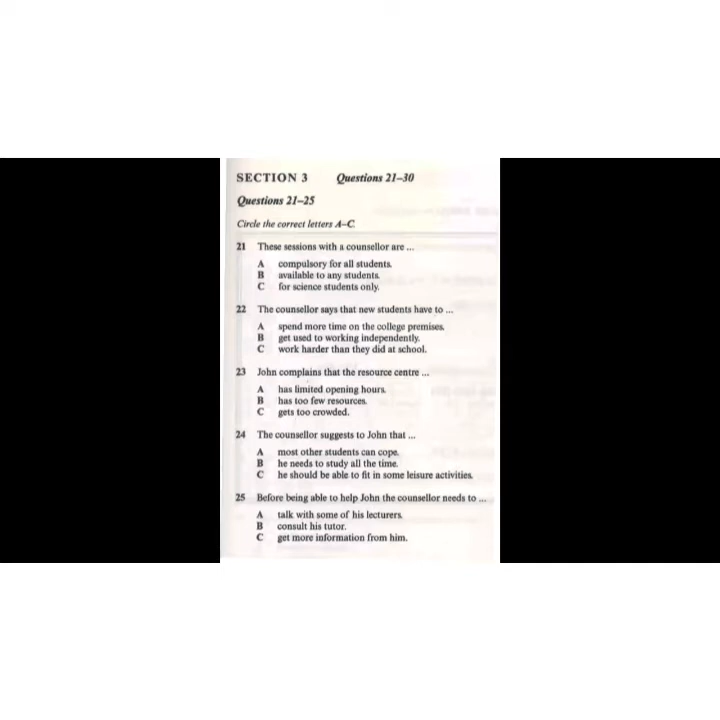 SECTION 3 Questions 21–30
Questions 21–25
Circle the correct letters A–C.
21 These sessions with a counsellor are ...
A compulsory for all students.
B available to any students.
C for science students only.
22 The counsellor says that new students have to ...
A spend more time on the college premises.
B get used to working independently.
C work harder than they did at school.
23 John complains that the resource centre ...
A has limited opening hours.
B has too few resources.
C gets too crowded.
24 The counsellor suggests to John that ...
A most other students can cope.
B he needs to study all the time.
C he should be able to fit in some leisure activities.
25 Before being able to help John the counsellor needs to ...
A talk with some of his lecturers.
B consult his tutor.
C get more information from him.